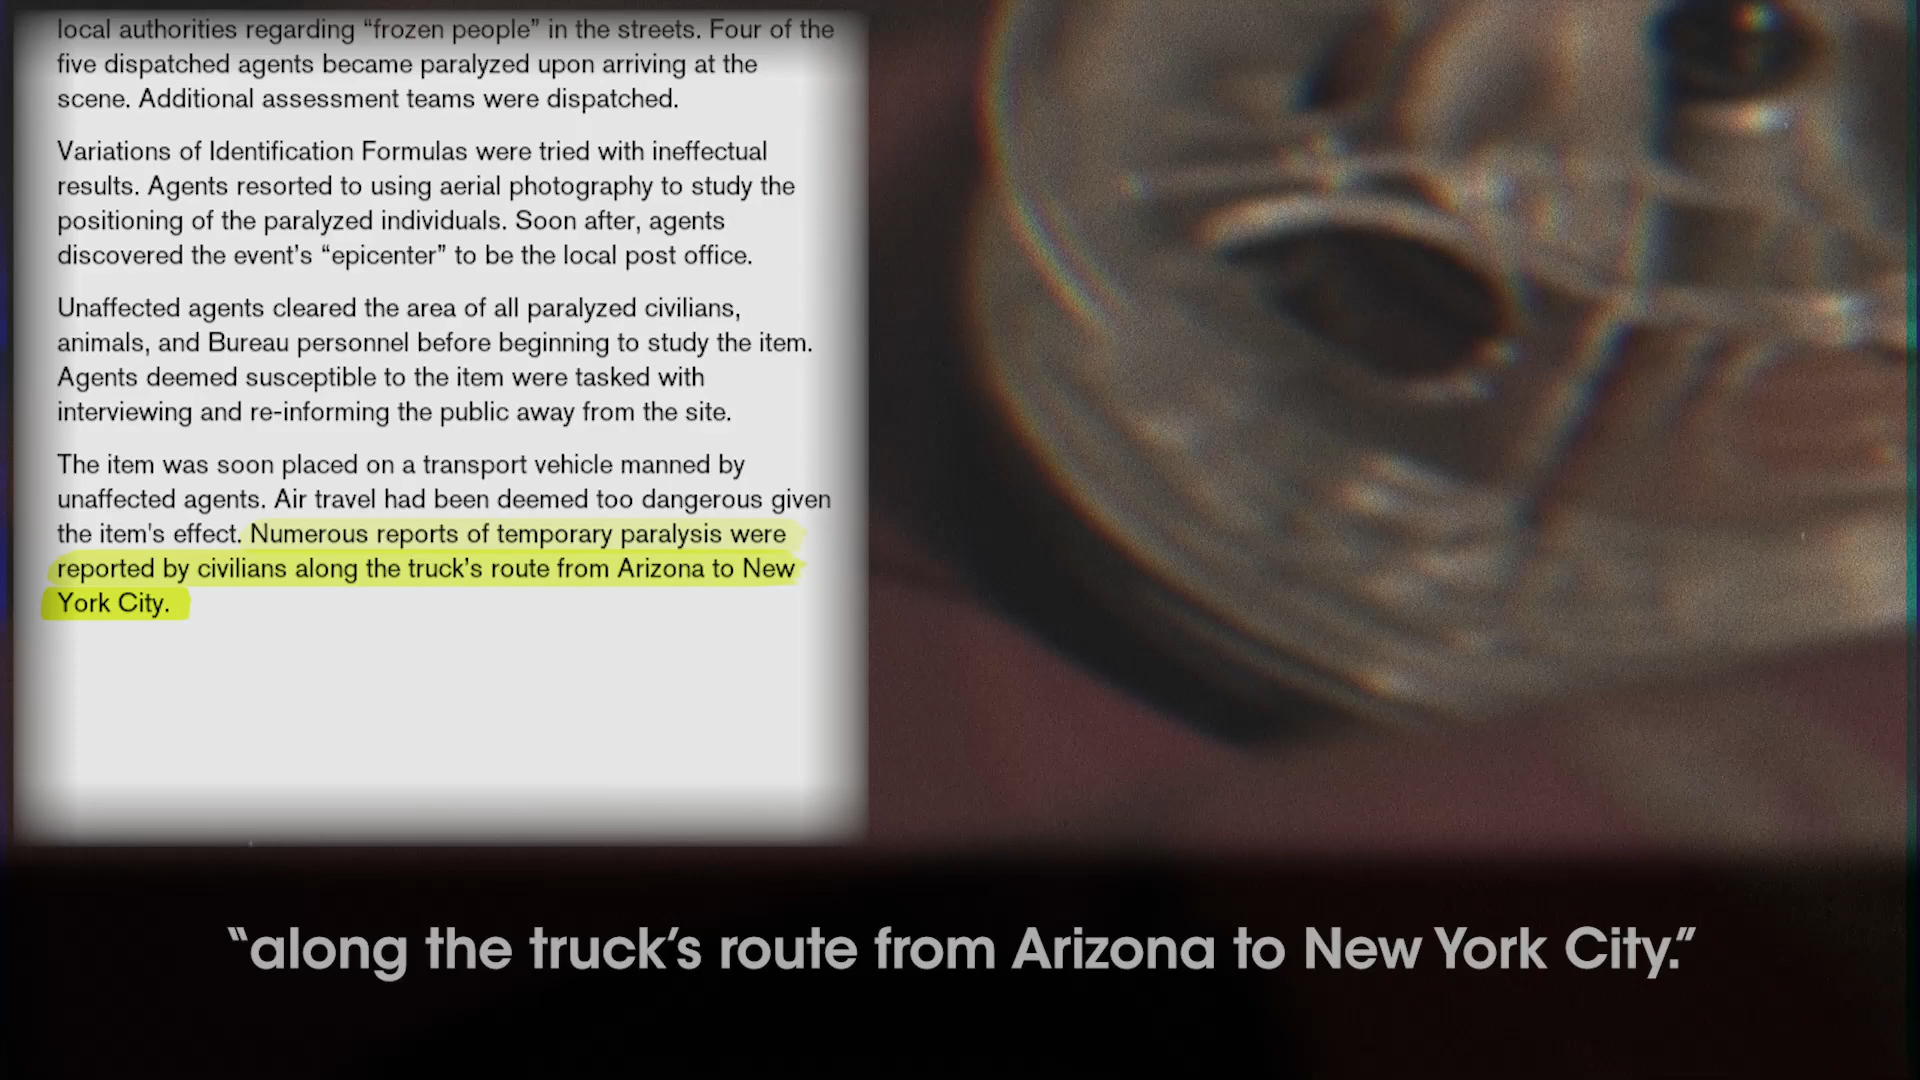 local authorities regarding “frozen people” in the streets. Four of the
five dispatched agents became paralyzed upon arriving at the
scene. Additional assessment teams were dispatched.
Variations of Identification Formulas were tried with ineffectual
results. Agents resorted to using aerial photography to study the
positioning of the paralyzed individuals. Soon after, agents
discovered the event’s “epicenter” to be the local post office.
Unaffected agents cleared the area of all paralyzed civilians,
animals, and Bureau personnel before beginning to study the item.
Agents deemed susceptible to the item were tasked with
interviewing and re-informing the public away from the site.
The item was soon placed on a transport vehicle manned by
unaffected agents. Air travel had been deemed too dangerous given
the item's effect. Numerous reports of temporary paralysis were
reported by civilians along the truck’s route from Arizona to New
York City.
“along the truck’s route from Arizona to New York City.”